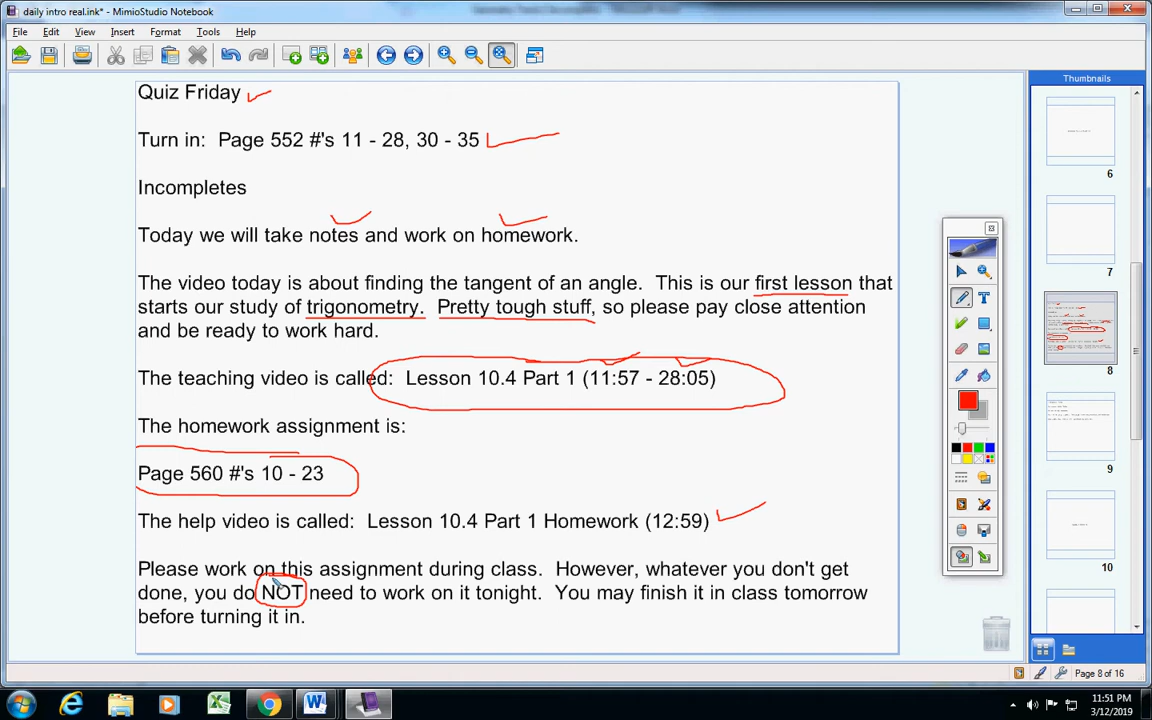 daily intro real.ink* - MimioStudio Notebook
File Edit View Insert Format Tools Help
Quiz Friday
Turn in: Page 552 #'s 11 - 28, 30 - 35
Incompletes
Today we will take notes and work on homework.
The video today is about finding the tangent of an angle. This is our first lesson that
starts our study of trigonometry. Pretty tough stuff, so please pay close attention
and be ready to work hard.
The teaching video is called: Lesson 10.4 Part 1 (11:57 - 28:05)
The homework assignment is:
Page 560 #'s 10 - 23
The help video is called: Lesson 10.4 Part 1 Homework (12:59)
Please work on this assignment during class. However, whatever you don't get
done, you do NOT need to work on it tonight. You may finish it in class tomorrow
before turning it in.
Thumbnails
6
7
8
9
10
Page 8 of 16
11:51 PM
3/12/2019